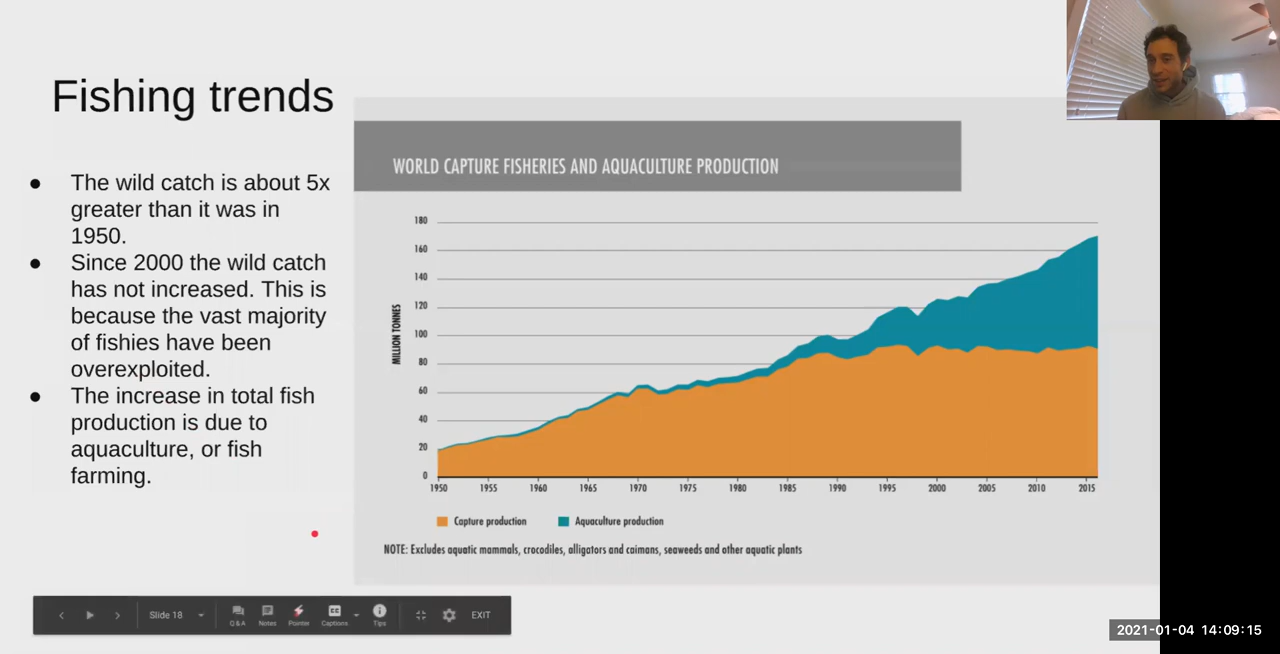 Fishing trends
● The wild catch is about 5x
greater than it was in
1950.
● Since 2000 the wild catch
has not increased. This is
because the vast majority
of fishies have been
overexploited.
● The increase in total fish
production is due to
aquaculture, or fish
farming.
WORLD CAPTURE FISHERIES AND AQUACULTURE PRODUCTION
MILLION TONNES
180
160
140
120
100
80
60
40
20
0
1950 1955 1960 1965 1970 1975 1980 1985 1990 1995 2000 2005 2010 2015
Capture production Aquaculture production
NOTE: Excludes aquatic mammals, crocodiles, alligators and caimans, seaweeds and other aquatic plants
Slide 18 Q&A Notes Pointer CC Captions Tips EXIT
2021-01-04 14:09:15